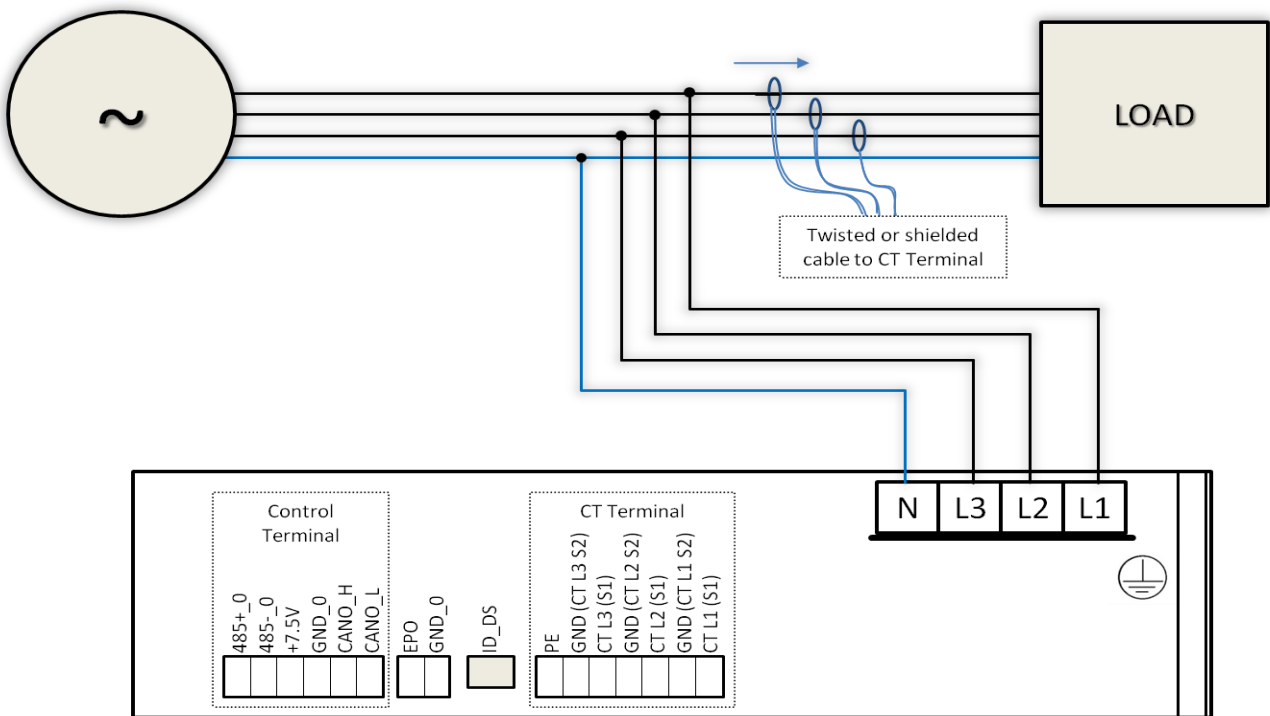 ~
LOAD
Twisted or shielded
cable to CT Terminal
N
L3
L2
L1
Control
Terminal
485+_0
485-_0
+7.5V
GND_0
CANO_H
CANO_L
EPO
GND_0
ID_DS
CT Terminal
PE
GND (CT L3 S2)
CT L3 (S1)
GND (CT L2 S2)
CT L2 (S1)
GND (CT L1 S2)
CT L1 (S1)